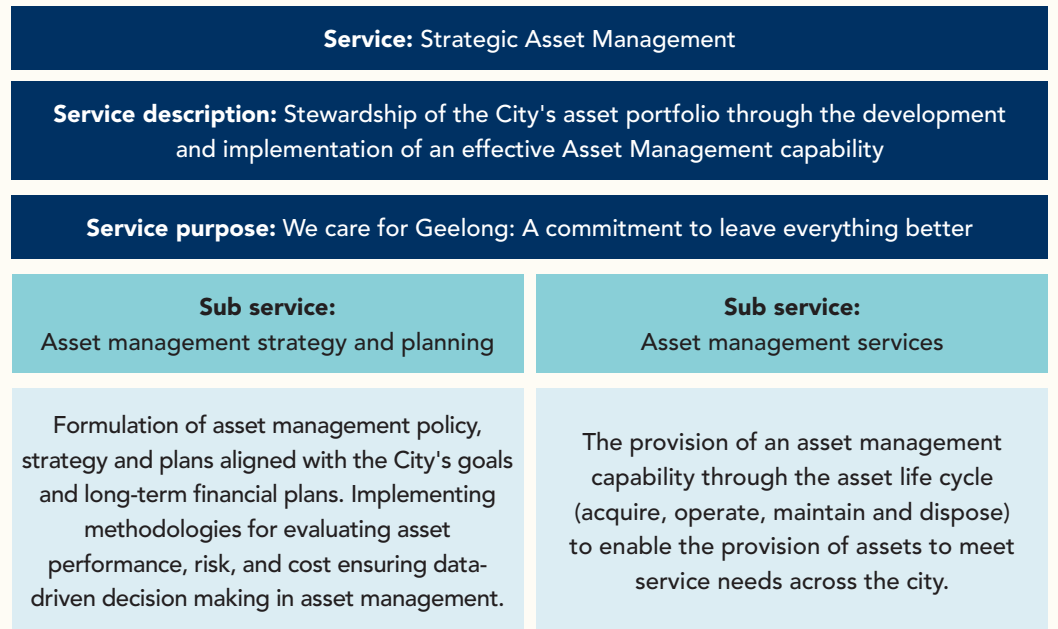 Service: Strategic Asset Management
Service description: Stewardship of the City's asset portfolio through the development
and implementation of an effective Asset Management capability
Service purpose: We care for Geelong: A commitment to leave everything better
Sub service:
Asset management strategy and planning
Formulation of asset management policy,
strategy and plans aligned with the City's goals
and long-term financial plans. Implementing
methodologies for evaluating asset
performance, risk, and cost ensuring data-
driven decision making in asset management.
Sub service:
Asset management services
The provision of an asset management
capability through the asset life cycle
(acquire, operate, maintain and dispose)
to enable the provision of assets to meet
service needs across the city.